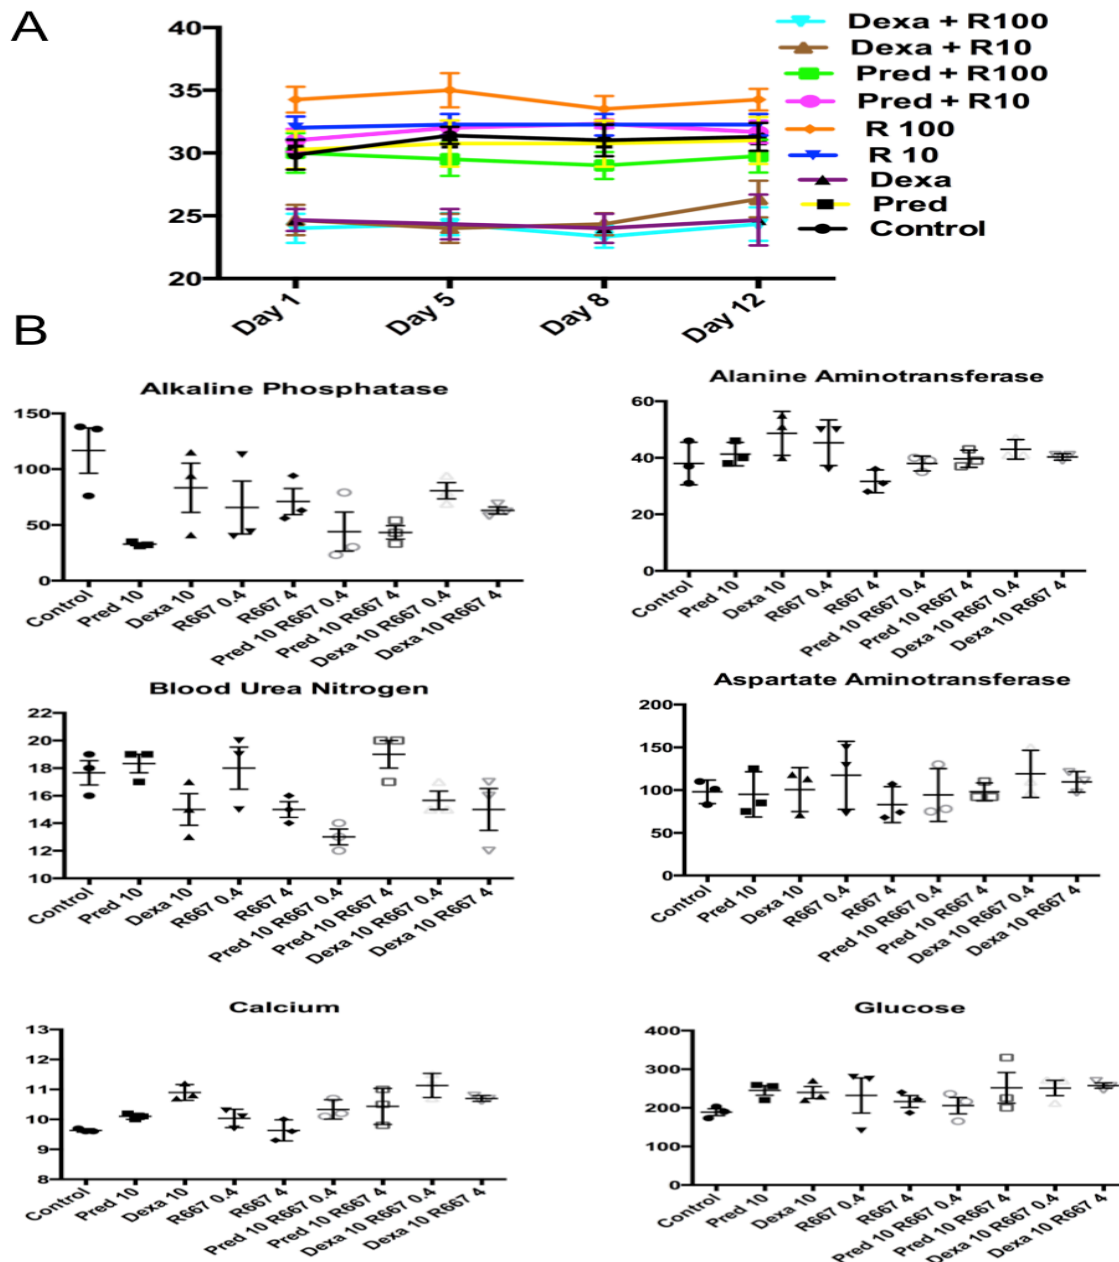 A
40
35
30
25
20
Day 1
Day 5
Day 8
Day 12
Dexa + R100
Dexa + R10
Pred + R100
Pred + R10
R 100
R 10
Dexa
Pred
Control
B
Alkaline Phosphatase
150
100
50
0
Control
Pred 10
Dexa 10
R667 0.4
R667 4
Pred 10 R667 0.4
Pred 10 R667 4
Dexa 10 R667 0.4
Dexa 10 R667 4
Alanine Aminotransferase
60
40
20
0
Control
Pred 10
Dexa 10
R667 0.4
R667 4
Pred 10 R667 0.4
Pred 10 R667 4
Dexa 10 R667 0.4
Dexa 10 R667 4
Blood Urea Nitrogen
22
20
18
16
14
12
10
Control
Pred 10
Dexa 10
R667 0.4
R667 4
Pred 10 R667 0.4
Pred 10 R667 4
Dexa 10 R667 0.4
Dexa 10 R667 4
Aspartate Aminotransferase
200
150
100
50
0
Control
Pred 10
Dexa 10
R667 0.4
R667 4
Pred 10 R667 0.4
Pred 10 R667 4
Dexa 10 R667 0.4
Dexa 10 R667 4
Calcium
13
12
11
10
9
8
Control
Pred 10
Dexa 10
R667 0.4
R667 4
Pred 10 R667 0.4
Pred 10 R667 4
Dexa 10 R667 0.4
Dexa 10 R667 4
Glucose
400
300
200
100
0
Control
Pred 10
Dexa 10
R667 0.4
R667 4
Pred 10 R667 0.4
Pred 10 R667 4
Dexa 10 R667 0.4
Dexa 10 R667 4